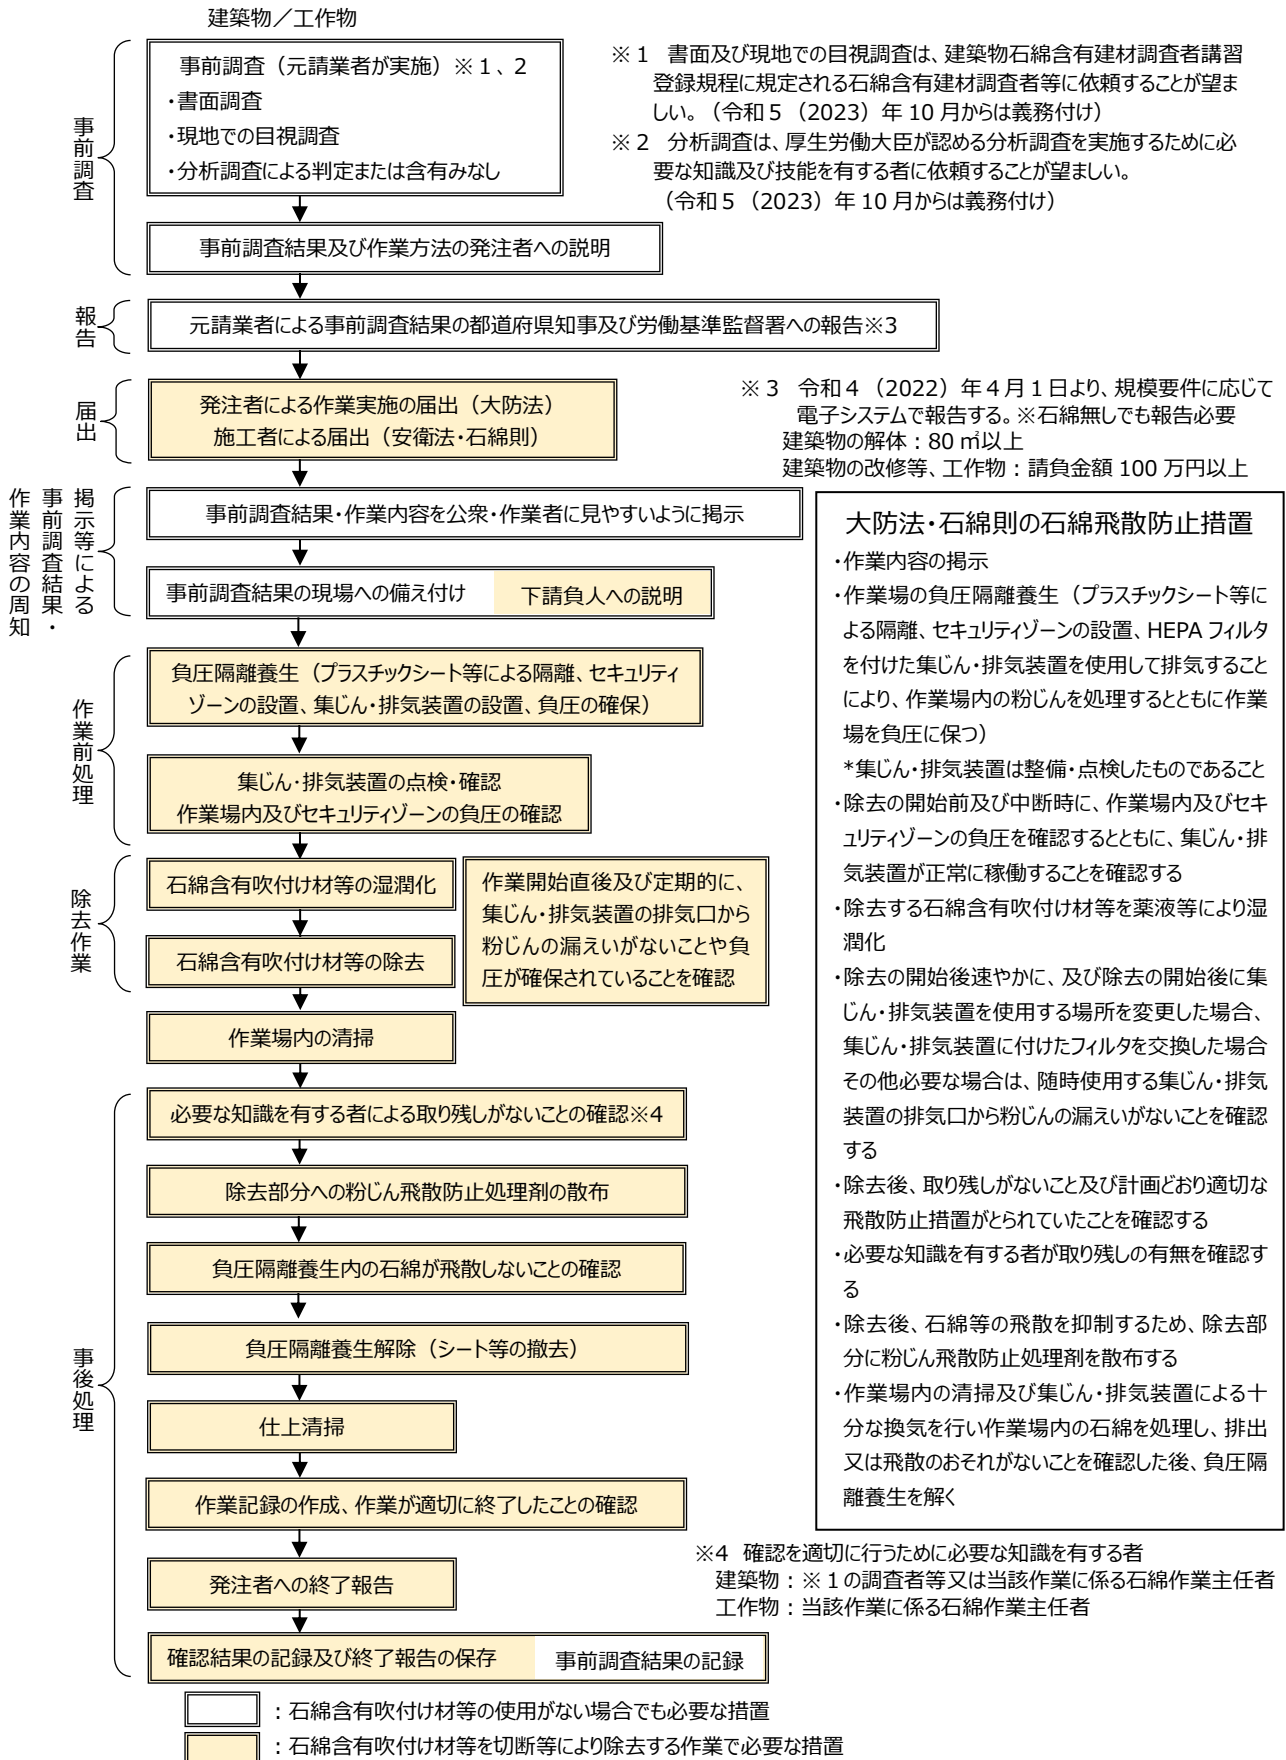 建築物／工作物
事前調査
事前調査（元請業者が実施）※１、２
・書面調査
・現地での目視調査
・分析調査による判定または含有みなし
※１　書面及び現地での目視調査は、建築物石綿含有建材調査者講習
登録規程に規定される石綿含有建材調査者等に依頼することが望ま
しい。（令和５（2023）年 10 月からは義務付け）
※２　分析調査は、厚生労働大臣が認める分析調査を実施するために必
要な知識及び技能を有する者に依頼することが望ましい。
（令和５（2023）年 10 月からは義務付け）
事前調査結果及び作業方法の発注者への説明
報告
元請業者による事前調査結果の都道府県知事及び労働基準監督署への報告※3
届出
発注者による作業実施の届出（大防法）
施工者による届出（安衛法・石綿則）
※３　令和４（2022）年４月１日より、規模要件に応じて
電子システムで報告する。※石綿無しでも報告必要
建築物の解体：80 ㎡以上
建築物の改修等、工作物：請負金額 100 万円以上
掲示等による
事前調査結果・
作業内容の周知
事前調査結果・作業内容を公衆・作業者に見やすいように掲示
事前調査結果の現場への備え付け　下請負人への説明
作業前処理
負圧隔離養生（プラスチックシート等による隔離、セキュリティ
ゾーンの設置、集じん・排気装置の設置、負圧の確保）
集じん・排気装置の点検・確認
作業場内及びセキュリティゾーンの負圧の確認
除去作業
石綿含有吹付け材等の湿潤化
石綿含有吹付け材等の除去
作業開始直後及び定期的に、
集じん・排気装置の排気口から
粉じんの漏えいがないことや負
圧が確保されていることを確認
作業場内の清掃
事後処理
必要な知識を有する者による取り残しがないことの確認※4
除去部分への粉じん飛散防止処理剤の散布
負圧隔離養生内の石綿が飛散しないことの確認
負圧隔離養生解除（シート等の撤去）
仕上清掃
作業記録の作成、作業が適切に終了したことの確認
発注者への終了報告
確認結果の記録及び終了報告の保存　事前調査結果の記録
大防法・石綿則の石綿飛散防止措置
・作業内容の掲示
・作業場の負圧隔離養生（プラスチックシート等に
よる隔離、セキュリティゾーンの設置、HEPA フィルタ
を付けた集じん・排気装置を使用して排気すること
により、作業場内の粉じんを処理するとともに作業
場を負圧に保つ）
*集じん・排気装置は整備・点検したものであること
・除去の開始前及び中断時に、作業場内及びセキ
ュリティゾーンの負圧を確認するとともに、集じん・排
気装置が正常に稼働することを確認する
・除去する石綿含有吹付け材等を薬液等により湿
潤化
・除去の開始後速やかに、及び除去の開始後に集
じん・排気装置を使用する場所を変更した場合、
集じん・排気装置に付けたフィルタを交換した場合
その他必要な場合は、随時使用する集じん・排気
装置の排気口から粉じんの漏えいがないことを確認
する
・除去後、取り残しがないこと及び計画どおり適切な
飛散防止措置がとられていたことを確認する
・必要な知識を有する者が取り残しの有無を確認す
る
・除去後、石綿等の飛散を抑制するため、除去部
分に粉じん飛散防止処理剤を散布する
・作業場内の清掃及び集じん・排気装置による十
分な換気を行い作業場内の石綿を処理し、排出
又は飛散のおそれがないことを確認した後、負圧隔
離養生を解く
※4　確認を適切に行うために必要な知識を有する者
建築物：※１の調査者等又は当該作業に係る石綿作業主任者
工作物：当該作業に係る石綿作業主任者
：石綿含有吹付け材等の使用がない場合でも必要な措置
：石綿含有吹付け材等を切断等により除去する作業で必要な措置